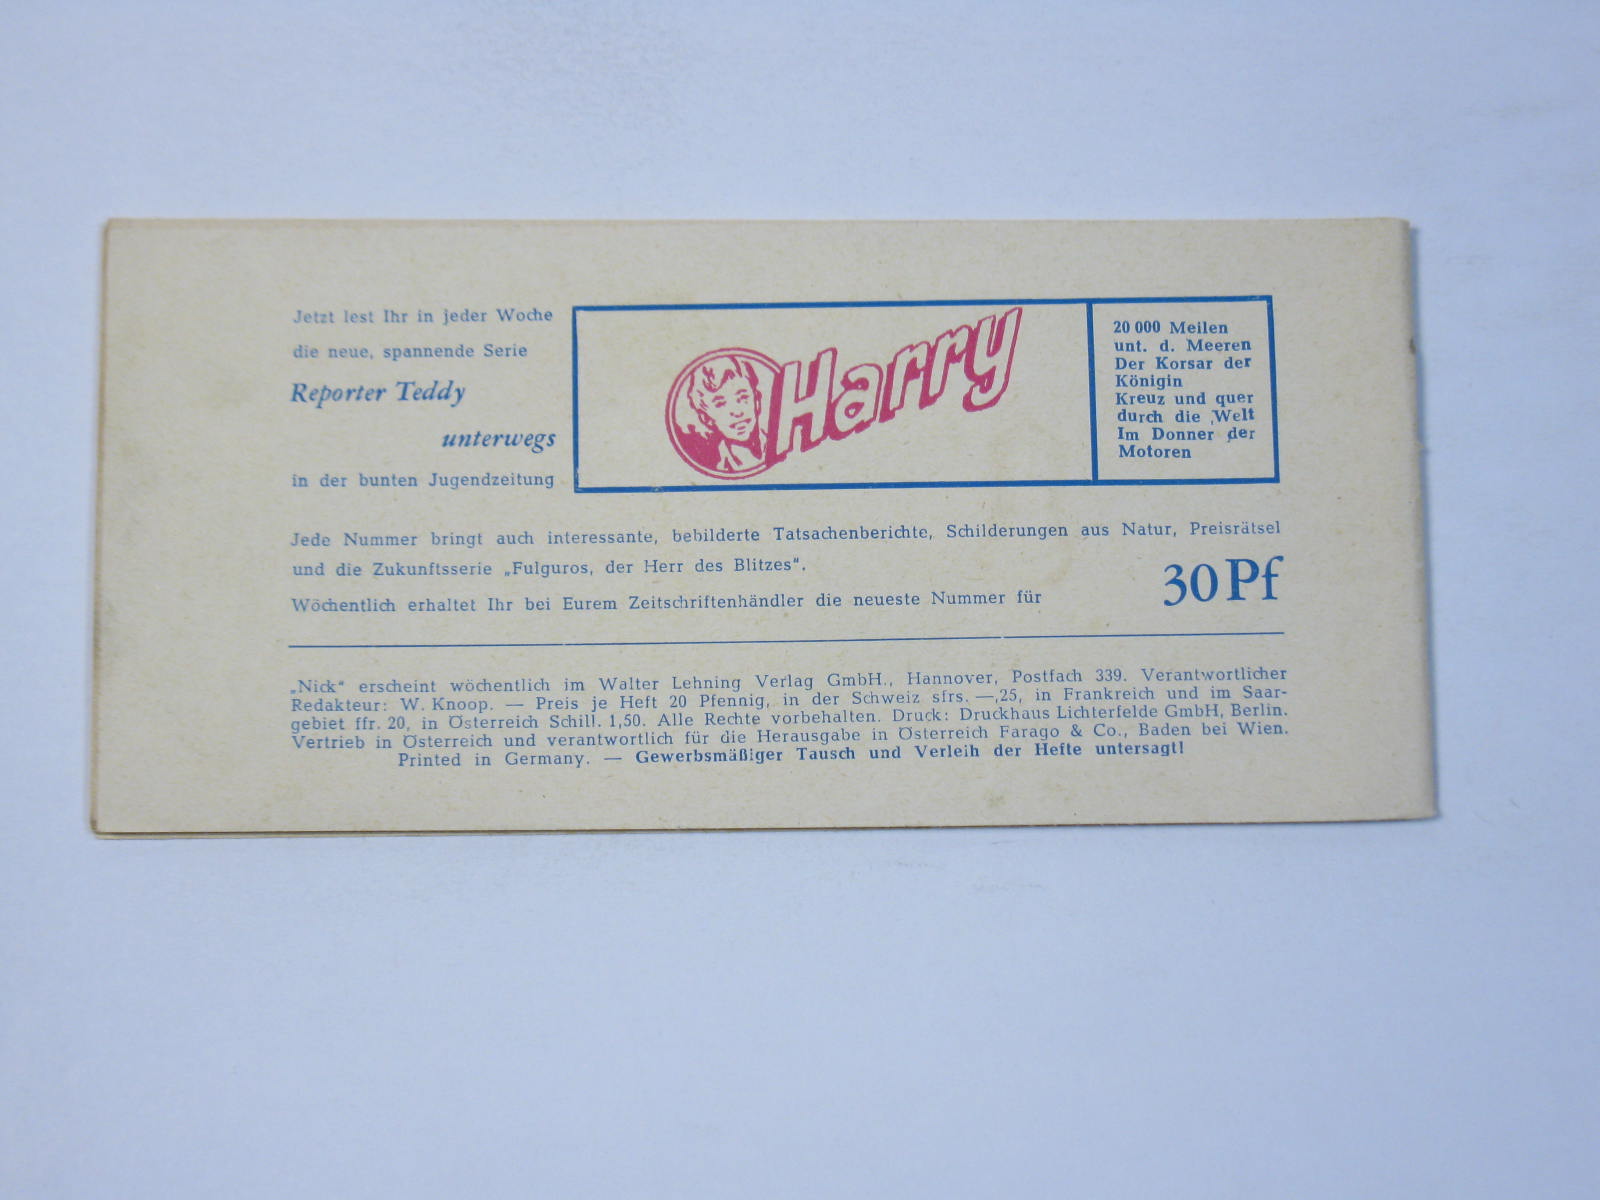 Jetzt lest Ihr in jeder Woche
die neue, spannende Serie
Reporter Teddy
unterwegs
in der bunten Jugendzeitung
Harry
20 000 Meilen
unt. d. Meeren
Der Korsar der
Königin
Kreuz und quer
durch die Welt
Im Donner der
Motoren
Jede Nummer bringt auch interessante, bebilderte Tatsachenberichte, Schilderungen aus Natur, Preisrätsel
und die Zukunftsserie „Fulguros, der Herr des Blitzes".
Wöchentlich erhaltet Ihr bei Eurem Zeitschriftenhändler die neueste Nummer für
30 Pf
„Nick" erscheint wöchentlich im Walter Lehning Verlag GmbH., Hannover, Postfach 339. Verantwortlicher
Redakteur: W. Knoop. — Preis je Heft 20 Pfennig, in der Schweiz sfrs. —,25, in Frankreich und im Saar-
gebiet ffr. 20, in Österreich Schill. 1,50. Alle Rechte vorbehalten. Druck: Druckhaus Lichterfelde GmbH, Berlin.
Vertrieb in Österreich und verantwortlich für die Herausgabe in Österreich Farago & Co., Baden bei Wien.
Printed in Germany. — Gewerbsmäßiger Tausch und Verleih der Hefte untersagt!